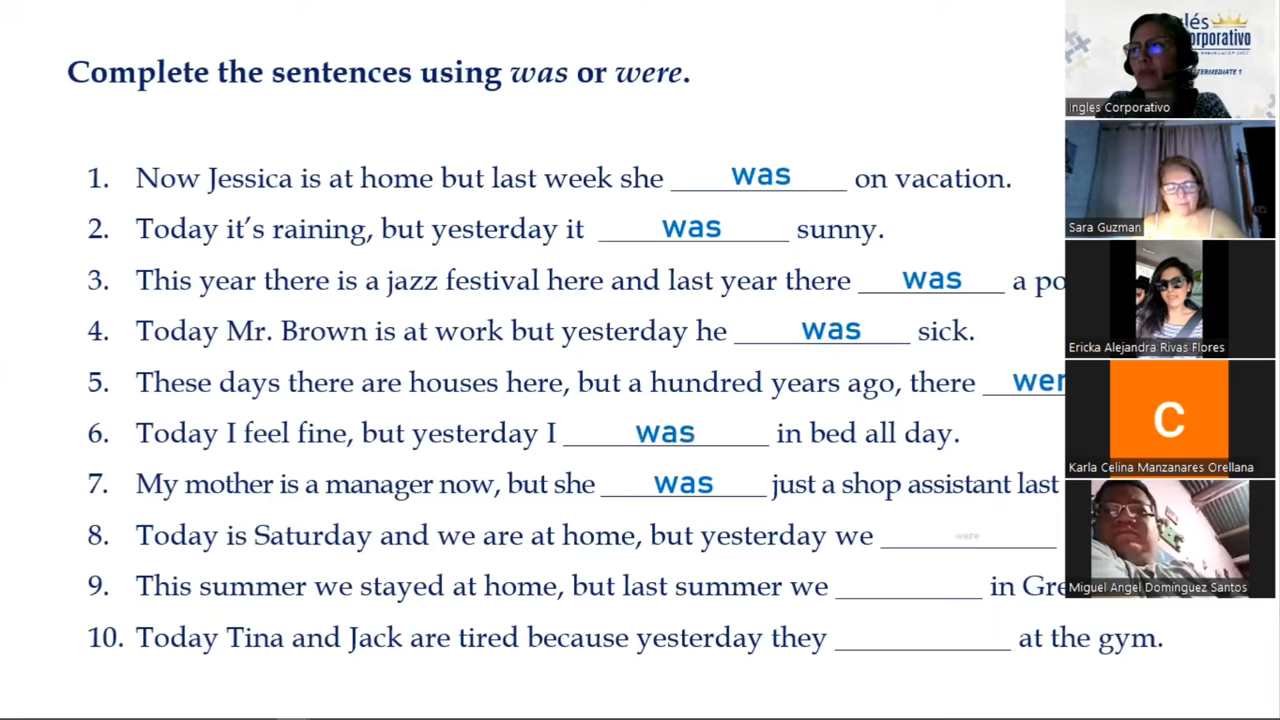 Complete the sentences using was or were.
1. Now Jessica is at home but last week she was on vacation.
2. Today it's raining, but yesterday it was sunny.
3. This year there is a jazz festival here and last year there was a
4. Today Mr. Brown is at work but yesterday he was sick.
5. These days there are houses here, but a hundred years ago, there
6. Today I feel fine, but yesterday I was in bed all day.
7. My mother is a manager now, but she was just a shop assistant last
8. Today is Saturday and we are at home, but yesterday we were
9. This summer we stayed at home, but last summer we in
10. Today Tina and Jack are tired because yesterday they at the gym.
Ingles Corporativo
Sara Guzman
Ericka Alejandra Rivas Flores
C
Karla Celina Manzanares Orellana
Miguel Angel Domínguez Santos